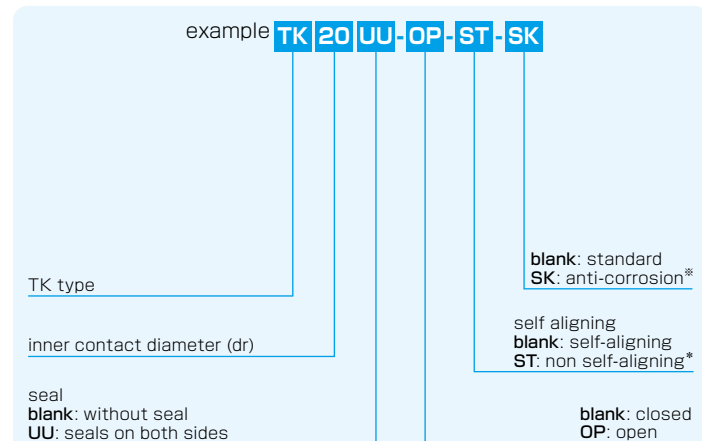 example TK 20 UU-OP-ST-SK
blank: standard
SK: anti-corrosion※
TK type
self aligning
blank: self-aligning
ST: non self-aligning*
inner contact diameter (dr)
seal
blank: without seal
UU: seals on both sides
blank: closed
OP: open